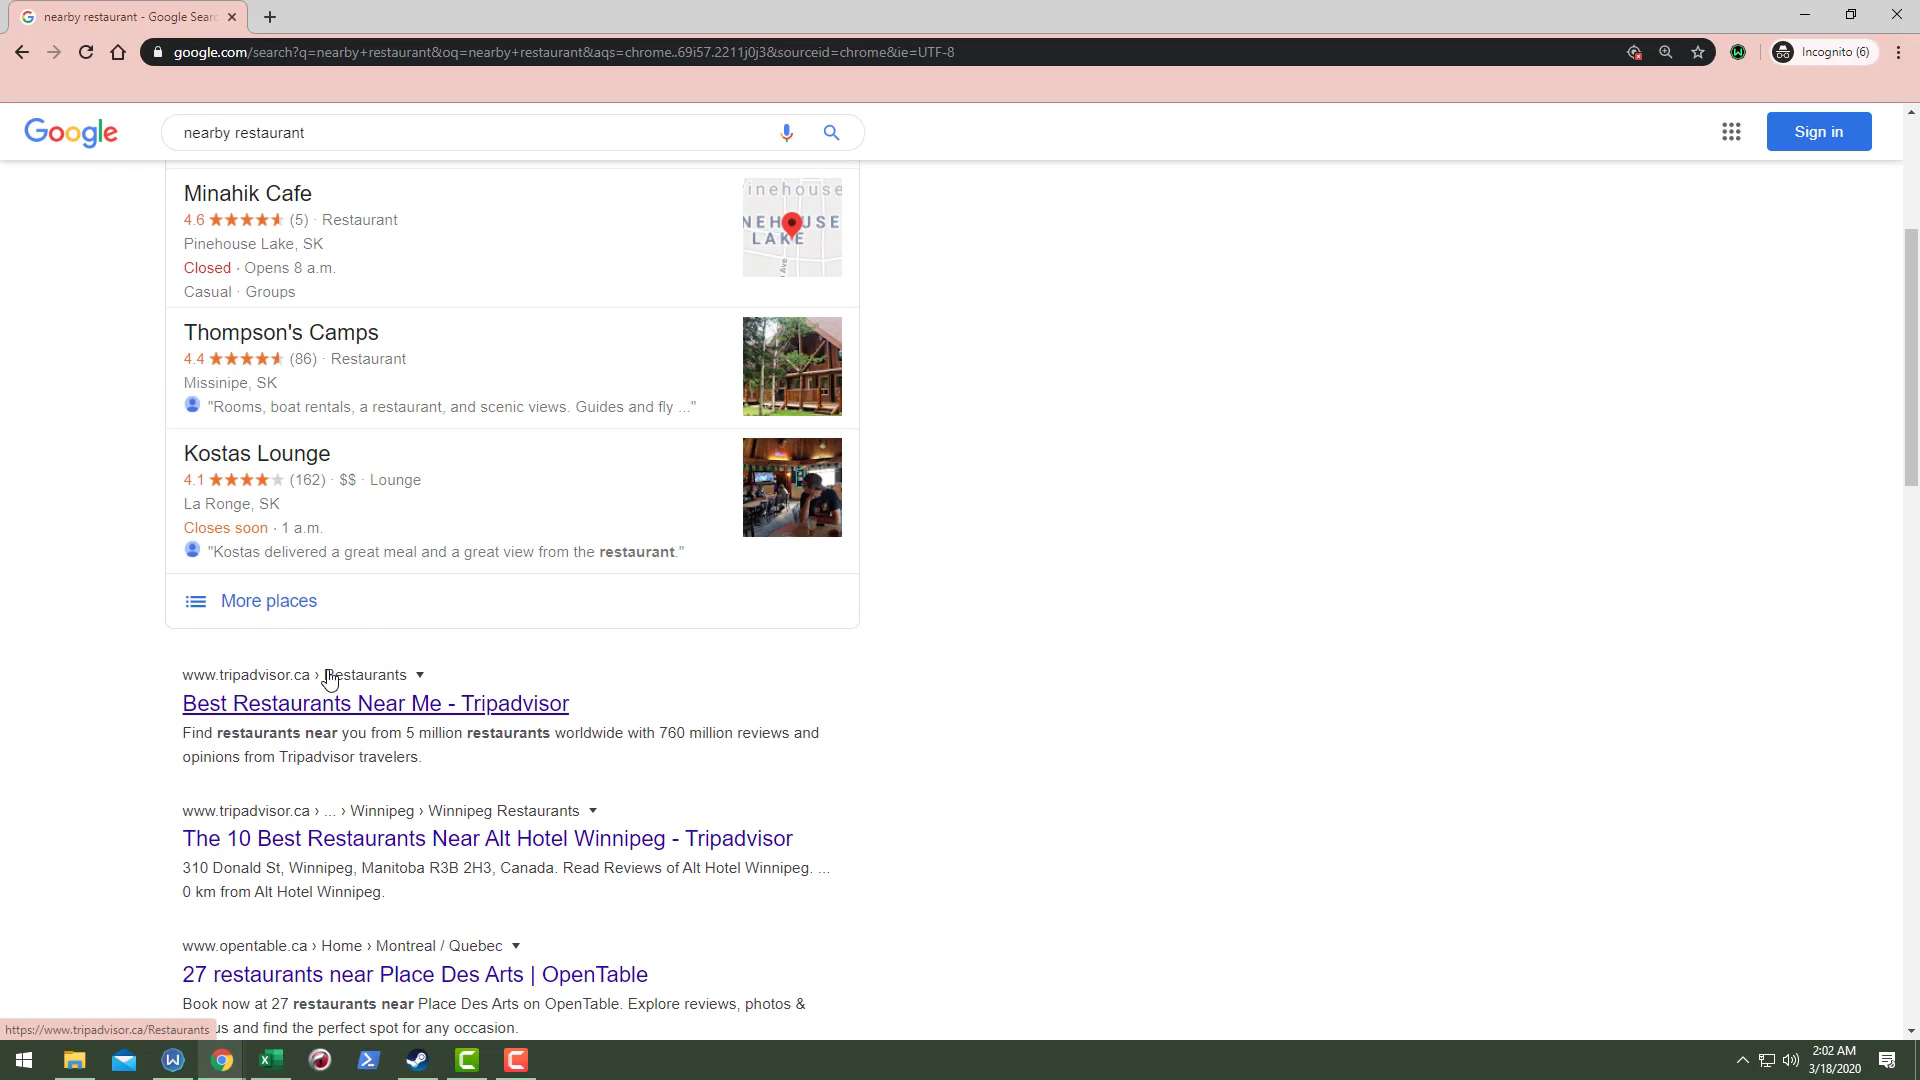 nearby restaurant - Google Searc
google.com/search?q=nearby+restaurant&oq=nearby+restaurant&aqs=chrome..69i57.2211j0j3&sourceid=chrome&ie=UTF-8
Incognito (6)
Google
nearby restaurant
Sign in
Minahik Cafe
4.6 (5) · Restaurant
Pinehouse Lake, SK
Closed · Opens 8 a.m.
Casual · Groups
inehouse
NEHOUSE
LAKE
Ave
Thompson's Camps
4.4 (86) · Restaurant
Missinipe, SK
"Rooms, boat rentals, a restaurant, and scenic views. Guides and fly ..."
Kostas Lounge
4.1 (162) · $$ · Lounge
La Ronge, SK
Closes soon · 1 a.m.
"Kostas delivered a great meal and a great view from the restaurant."
More places
www.tripadvisor.ca › Restaurants
Best Restaurants Near Me - Tripadvisor
Find restaurants near you from 5 million restaurants worldwide with 760 million reviews and
opinions from Tripadvisor travelers.
www.tripadvisor.ca › ... › Winnipeg › Winnipeg Restaurants
The 10 Best Restaurants Near Alt Hotel Winnipeg - Tripadvisor
310 Donald St, Winnipeg, Manitoba R3B 2H3, Canada. Read Reviews of Alt Hotel Winnipeg. ...
0 km from Alt Hotel Winnipeg.
www.opentable.ca › Home › Montreal / Quebec
27 restaurants near Place Des Arts | OpenTable
Book now at 27 restaurants near Place Des Arts on OpenTable. Explore reviews, photos &
us and find the perfect spot for any occasion.
https://www.tripadvisor.ca/Restaurants
2:02 AM
3/18/2020